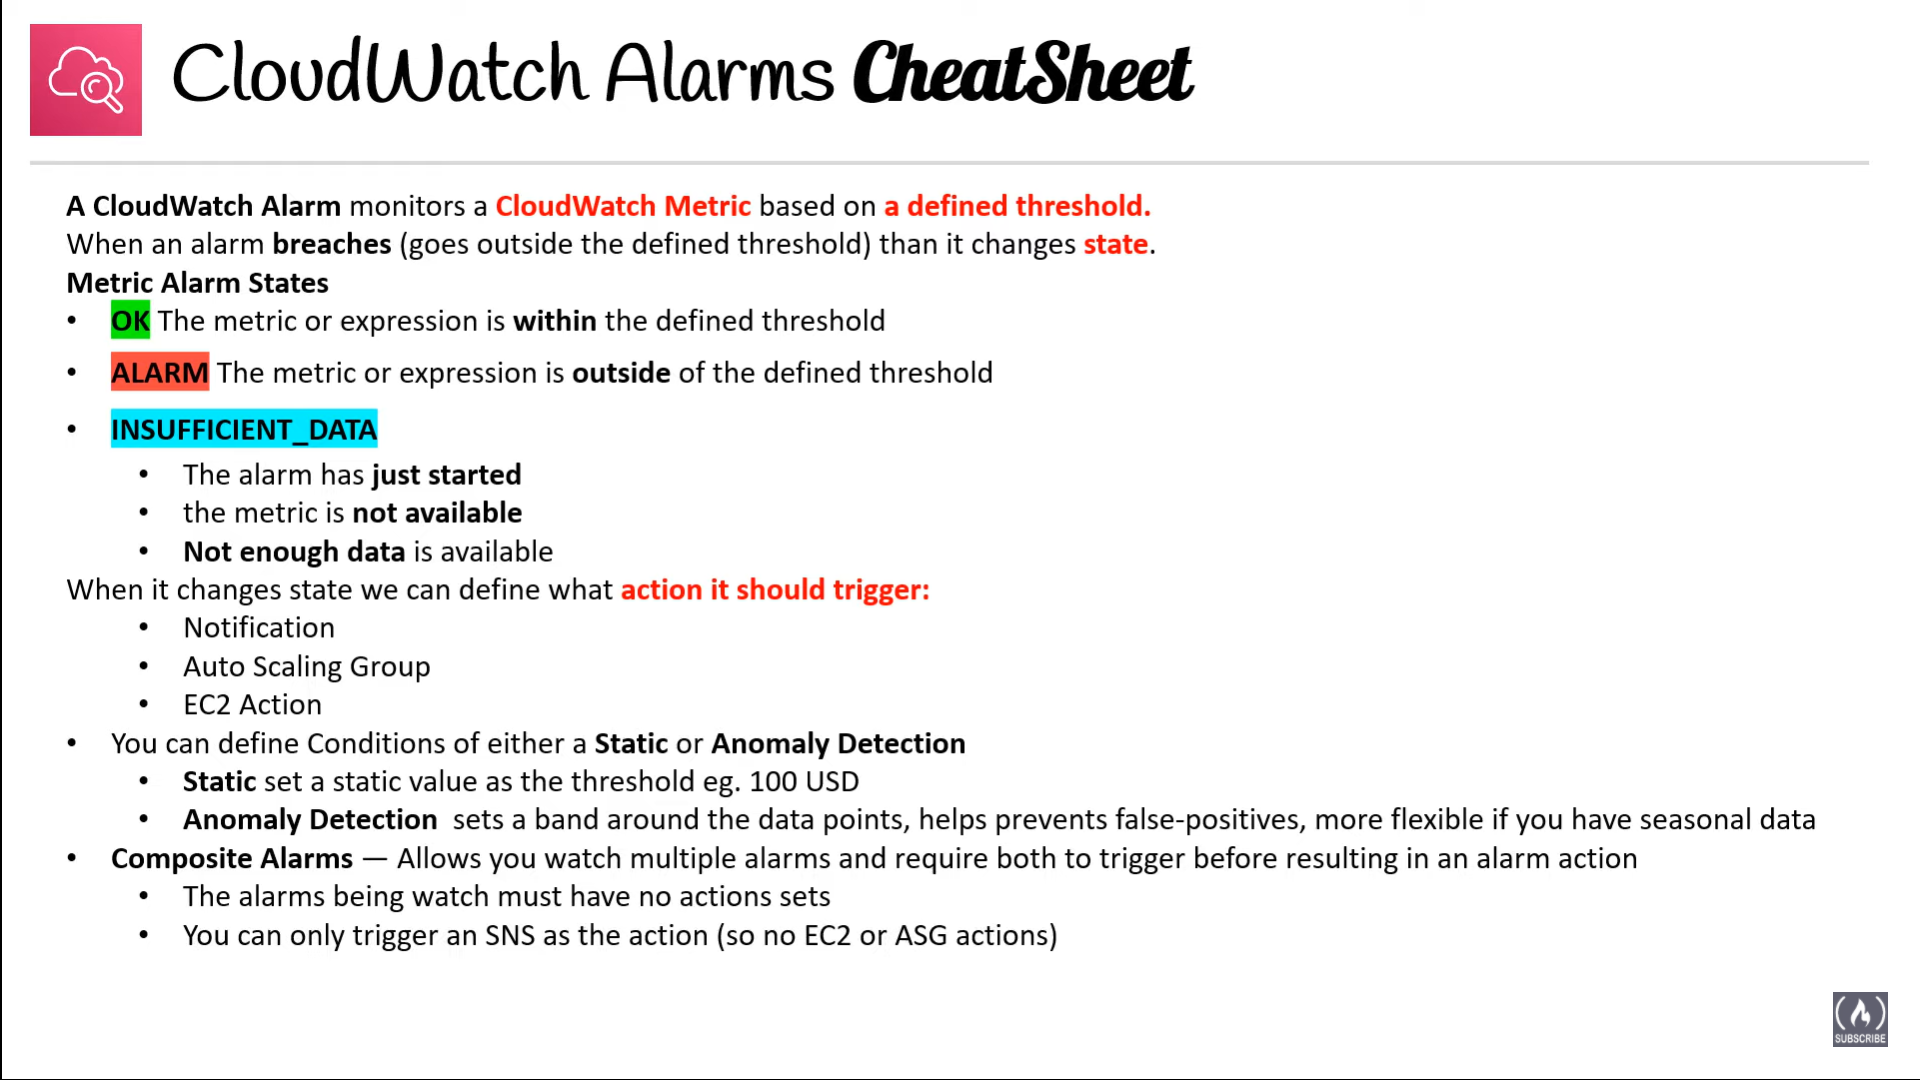 CloudWatch Alarms CheatSheet
A CloudWatch Alarm monitors a CloudWatch Metric based on a defined threshold.
When an alarm breaches (goes outside the defined threshold) than it changes state.
Metric Alarm States
• OK The metric or expression is within the defined threshold
• ALARM The metric or expression is outside of the defined threshold
• INSUFFICIENT_DATA
• The alarm has just started
• the metric is not available
• Not enough data is available
When it changes state we can define what action it should trigger:
• Notification
• Auto Scaling Group
• EC2 Action
• You can define Conditions of either a Static or Anomaly Detection
• Static set a static value as the threshold eg. 100 USD
• Anomaly Detection  sets a band around the data points, helps prevents false-positives, more flexible if you have seasonal data
• Composite Alarms — Allows you watch multiple alarms and require both to trigger before resulting in an alarm action
• The alarms being watch must have no actions sets
• You can only trigger an SNS as the action (so no EC2 or ASG actions)
SUBSCRIBE